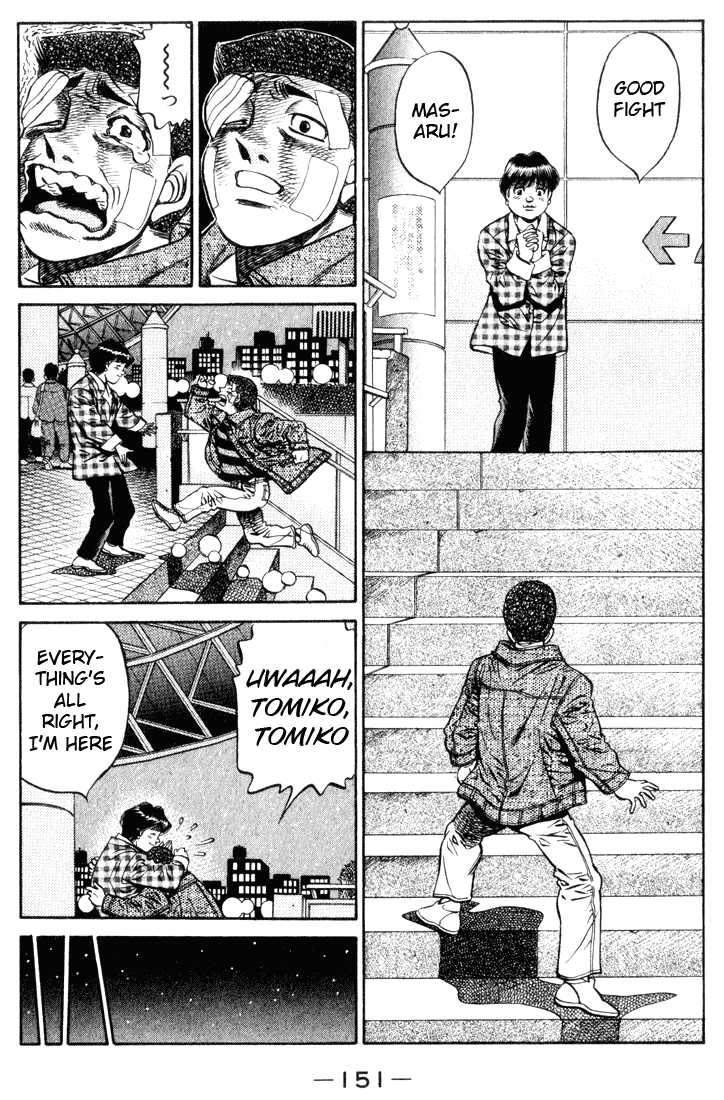 GOOD
FIGHT
MAS-
ARU!
UWAAAH,
TOMIKO,
TOMIKO
EVERY-
THING'S
ALL
RIGHT,
I'M HERE
—151—